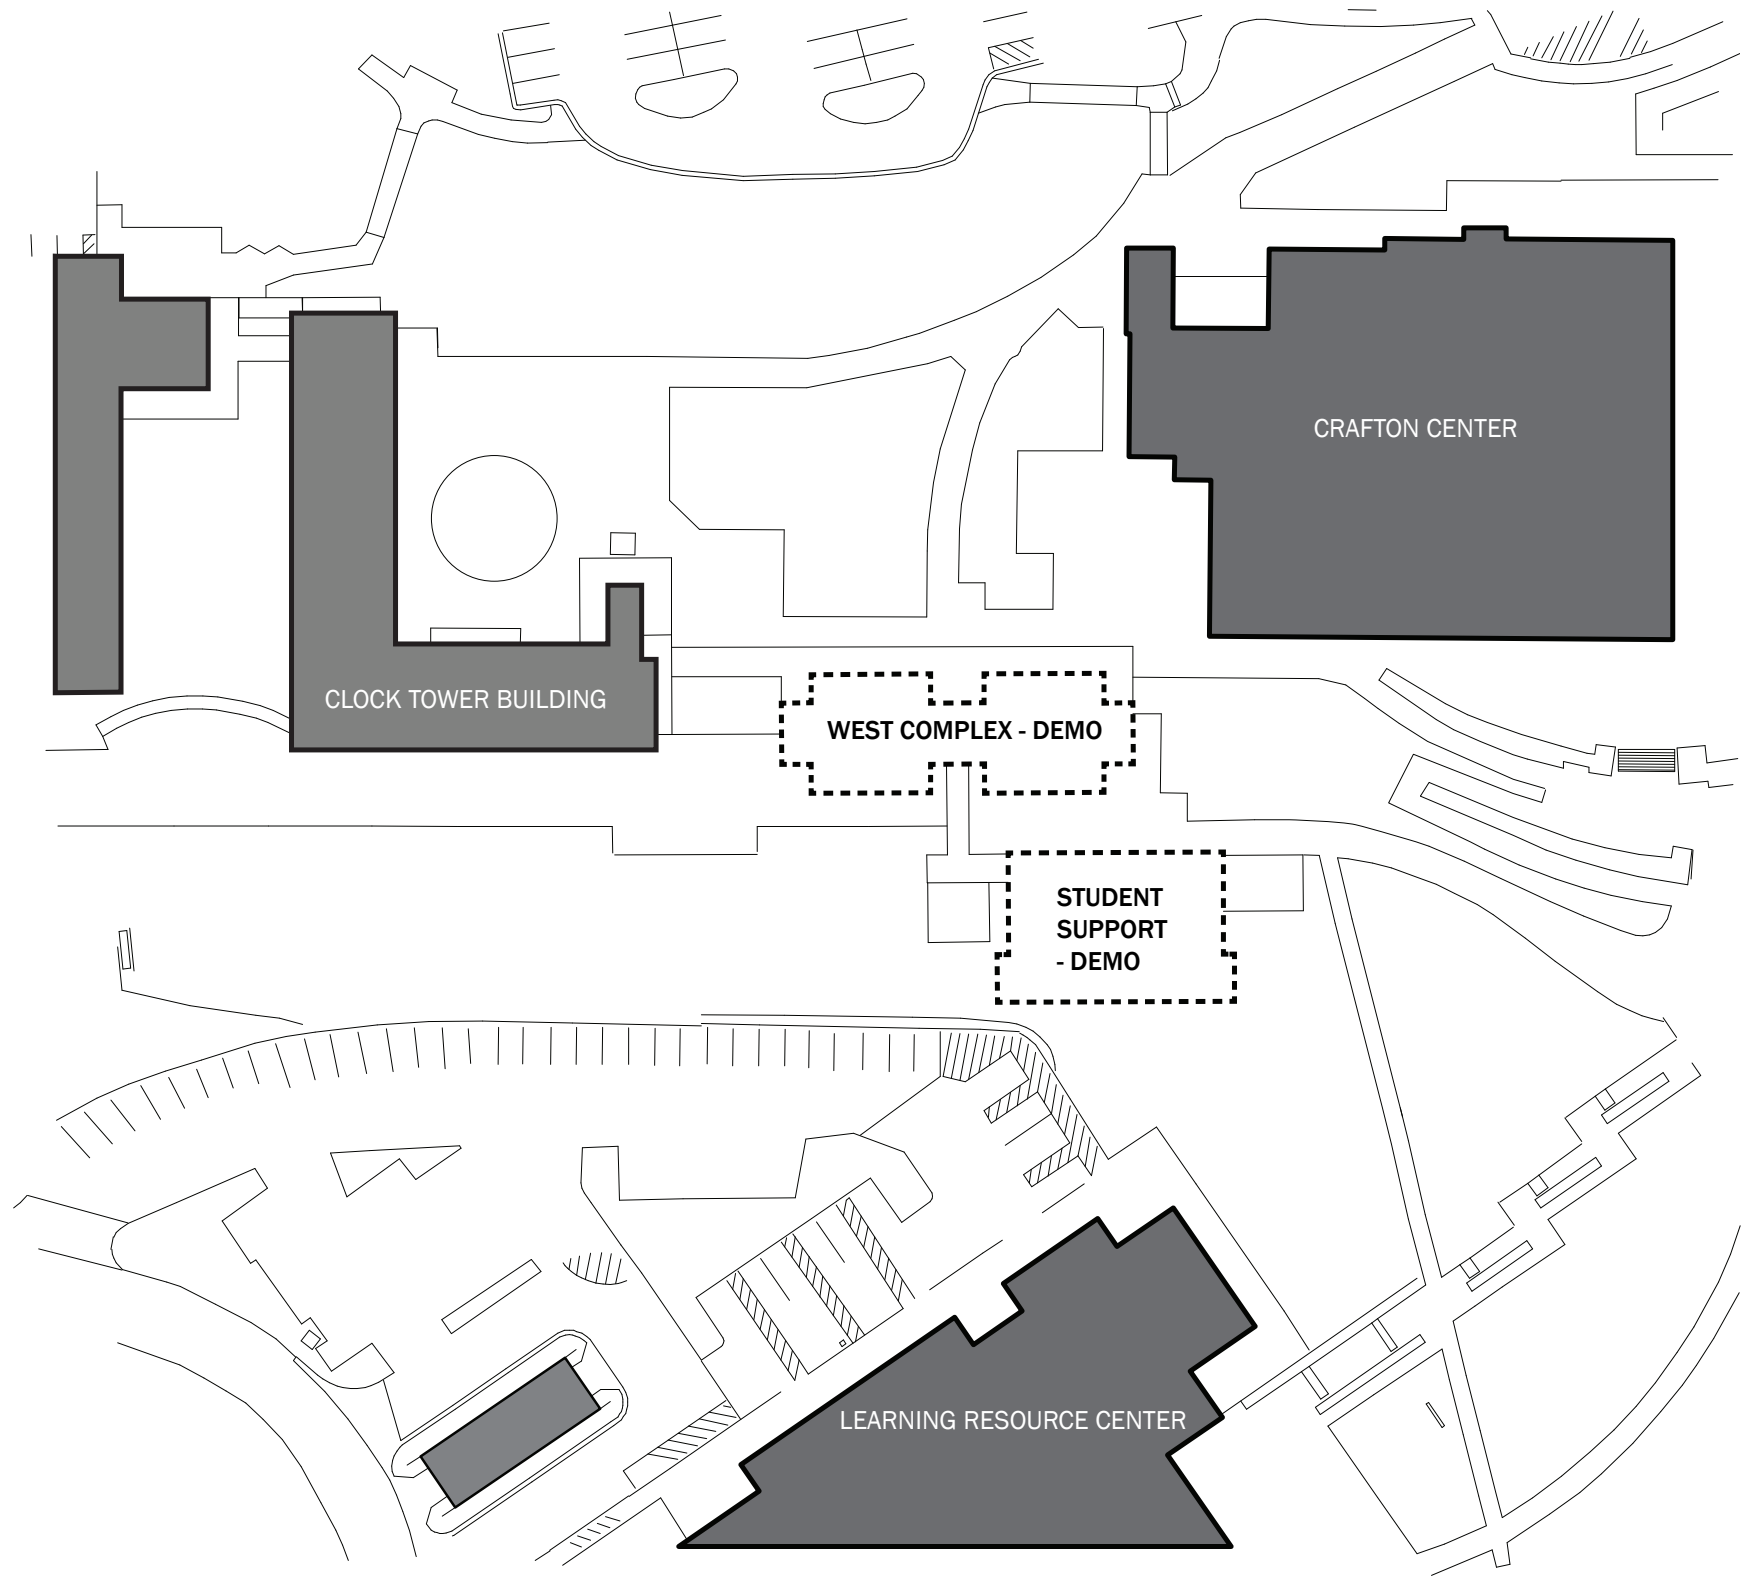 CRAFTON CENTER
CLOCK TOWER BUILDING
WEST COMPLEX - DEMO
STUDENT
SUPPORT
- DEMO
LEARNING RESOURCE CENTER